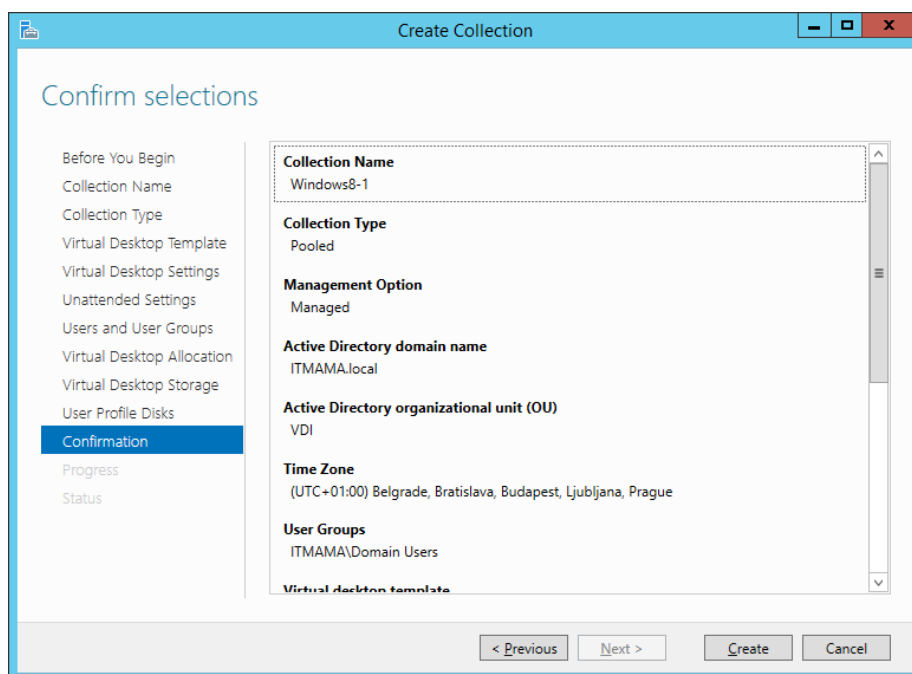 Create Collection
Confirm selections
Before You Begin
Collection Name
Collection Type
Virtual Desktop Template
Virtual Desktop Settings
Unattended Settings
Users and User Groups
Virtual Desktop Allocation
Virtual Desktop Storage
User Profile Disks
Confirmation
Progress
Status
Collection Name
Windows8-1
Collection Type
Pooled
Management Option
Managed
Active Directory domain name
ITMAMA.local
Active Directory organizational unit (OU)
VDI
Time Zone
(UTC+01:00) Belgrade, Bratislava, Budapest, Ljubljana, Prague
User Groups
ITMAMA\Domain Users
Virtual desktop template
< Previous
Next >
Create
Cancel